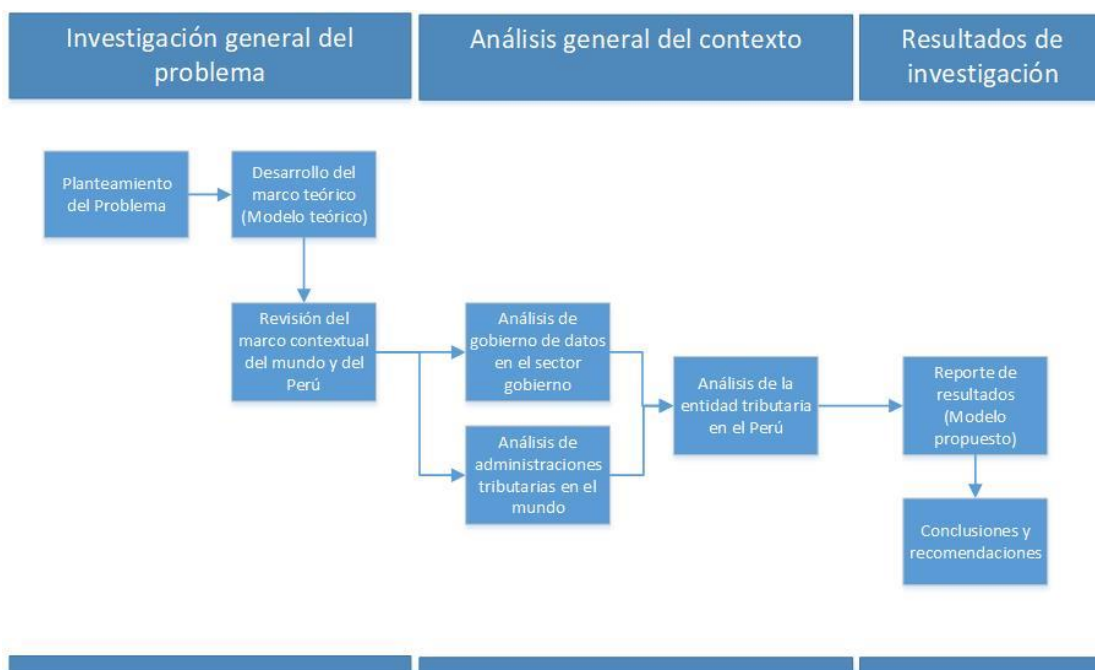 Investigación general del
problema
Análisis general del contexto
Resultados de
investigación
Planteamiento
del Problema
Desarrollo del
marco teórico
(Modelo teórico)
Revisión del
marco contextual
del mundo y del
Perú
Análisis de
gobierno de datos
en el sector
gobierno
Análisis de
administraciones
tributarias en el
mundo
Análisis de la
entidad tributaria
en el Perú
Reporte de
resultados
(Modelo
propuesto)
Conclusiones y
recomendaciones